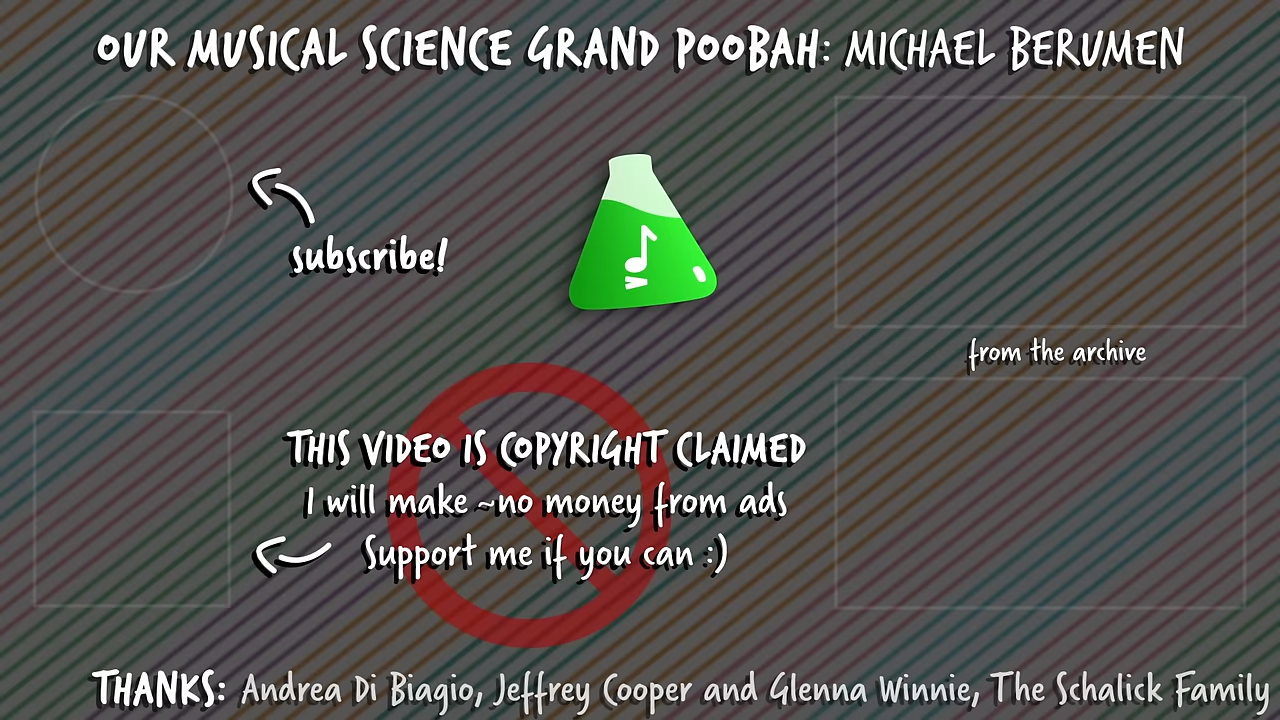 OUR MUSICAL SCIENCE GRAND POOBAH: MICHAEL BERUMEN
subscribe!
from the archive
THIS VIDEO IS COPYRIGHT CLAIMED
I will make ~no money from ads
Support me if you can :)
THANKS: Andrea Di Biagio, Jeffrey Cooper and Glenna Winnie, The Schalick Family